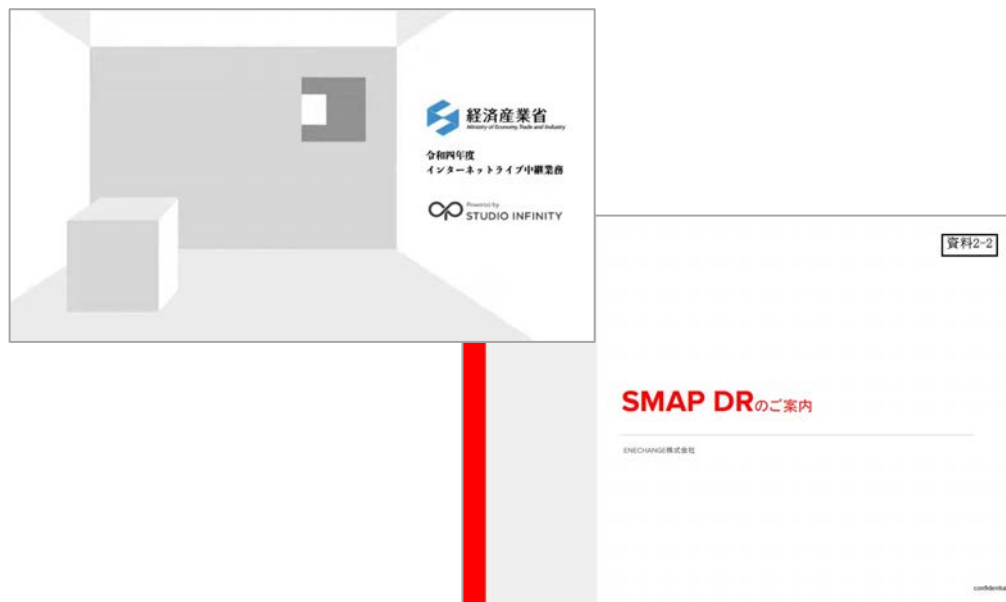 経済産業省
Ministry of Economy, Trade and Industry
令和四年度
インターネットライブ中継業務
Powered by
STUDIO INFINITY
資料2-2
SMAP DRのご案内
ENECHANGE株式会社
confidential